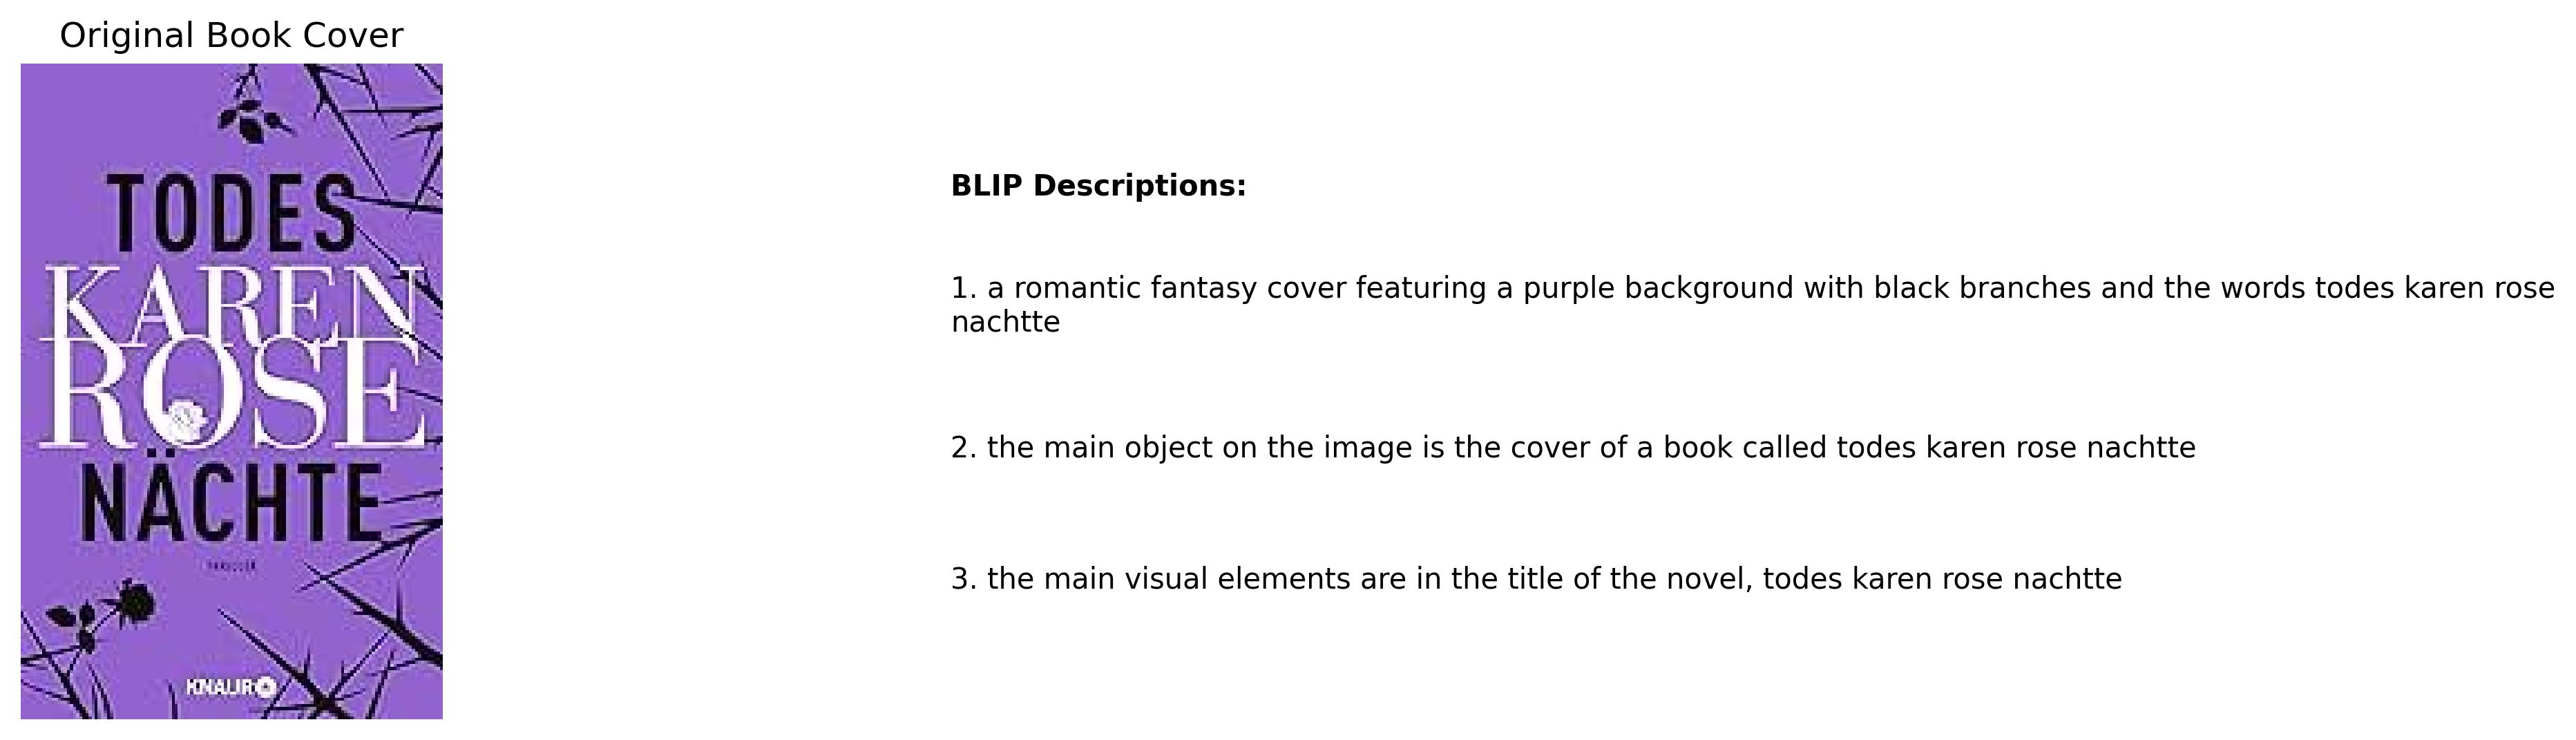 Original Book Cover
TODES
KAREN
ROSE
NÄCHTE
THRILLER
KNAUR
BLIP Descriptions:
1. a romantic fantasy cover featuring a purple background with black branches and the words todes karen rose
nachtte
2. the main object on the image is the cover of a book called todes karen rose nachtte
3. the main visual elements are in the title of the novel, todes karen rose nachtte